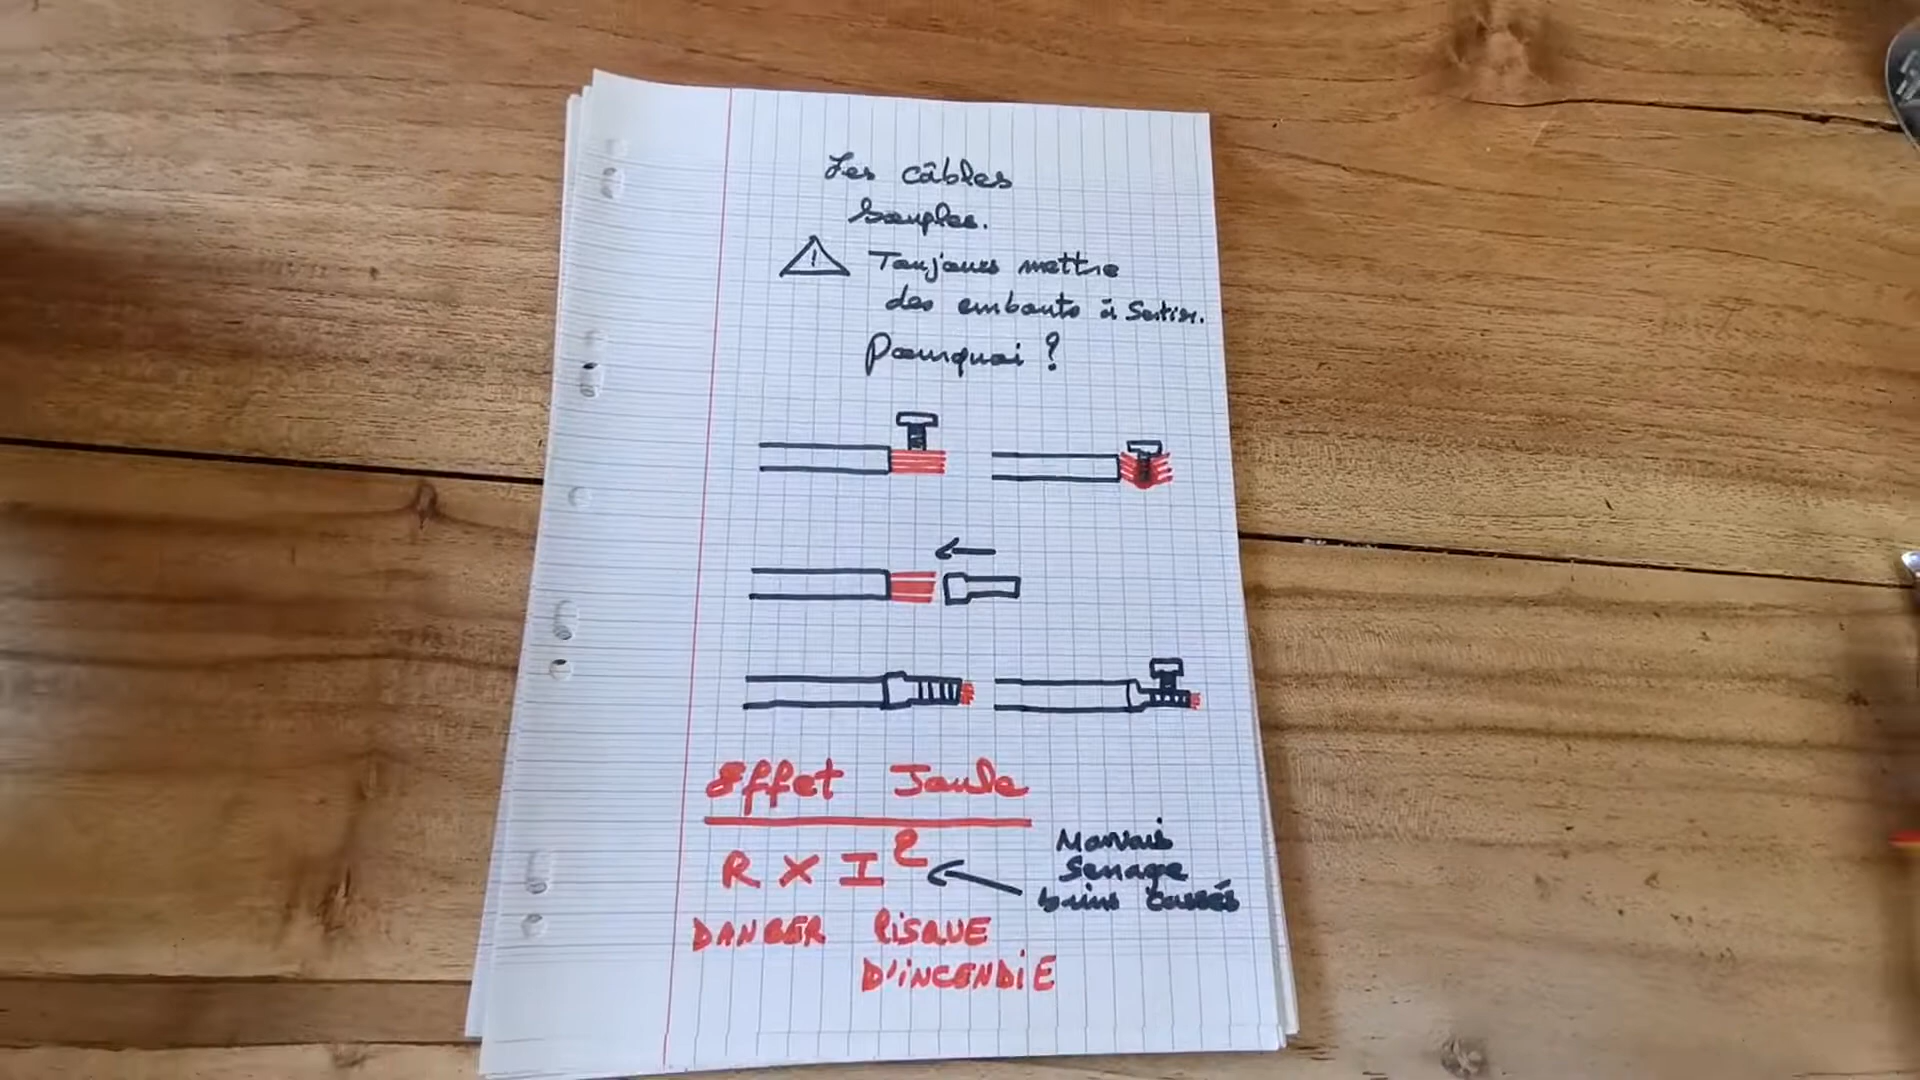 Les câbles
souples.
! Toujours mettre
des embouts à Sertir.
Pourquoi ?
Effet Joule
R x I²
Mauvais
Serrage
brins cassés
DANGER RISQUE
D'INCENDIE